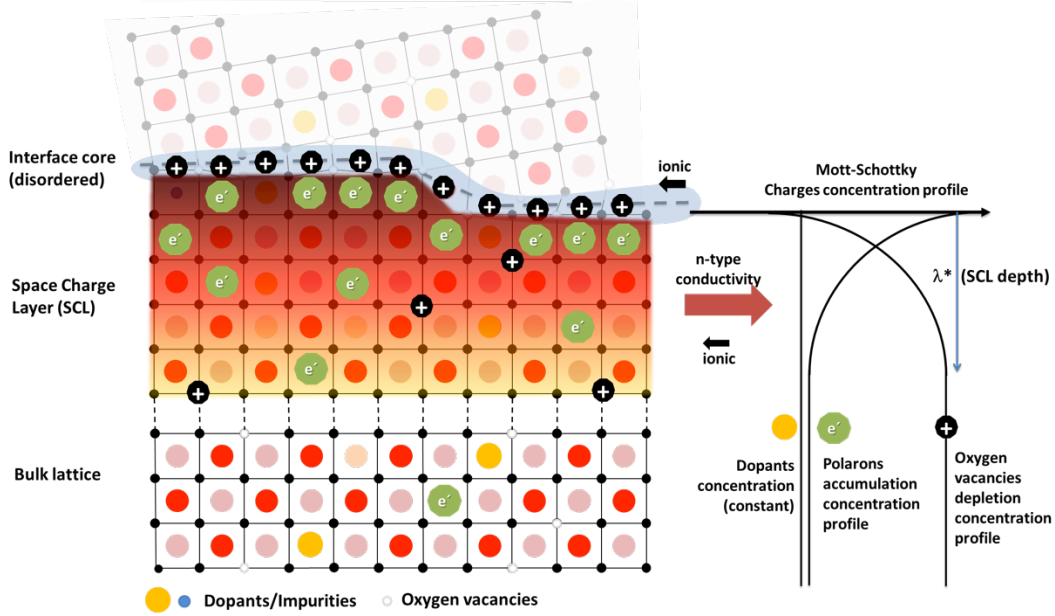 Interface core
(disordered)
Space Charge
Layer (SCL)
Bulk lattice
+ + + + + + + + + + +
e´ e´ e´ e´
e´ e´ e´ e´ e´
+
e´ e´
+
e´
e´
+ +
e´
Dopants/Impurities
Oxygen vacancies
ionic
n-type
conductivity
ionic
Mott-Schottky
Charges concentration profile
λ* (SCL depth)
e´
+
Dopants
concentration
(constant)
Polarons
accumulation
concentration
profile
Oxygen
vacancies
depletion
concentration
profile